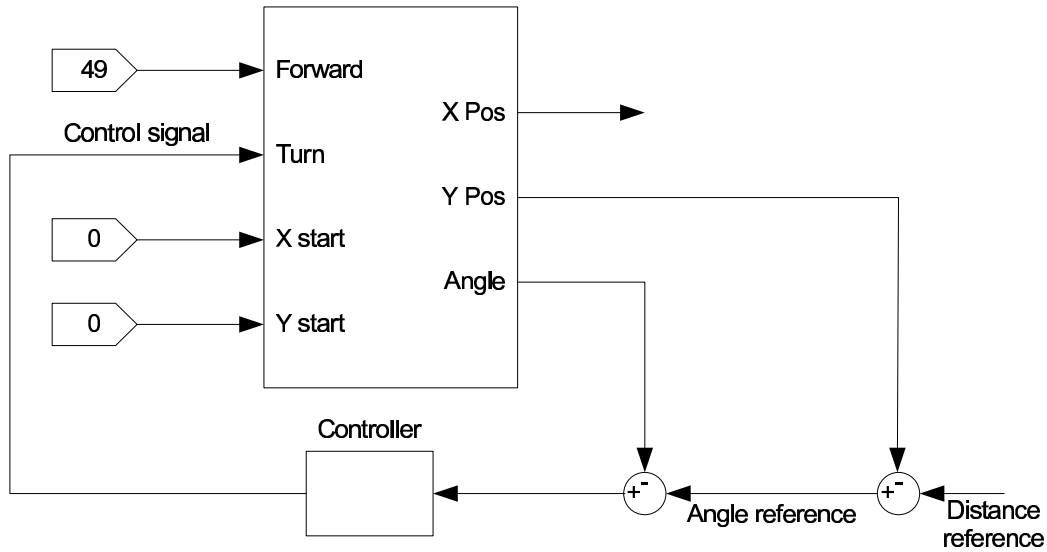 49
Forward
X Pos
Control signal
Turn
Y Pos
0
X start
Angle
0
Y start
Controller
+ -
+ -
Angle reference
Distance
reference